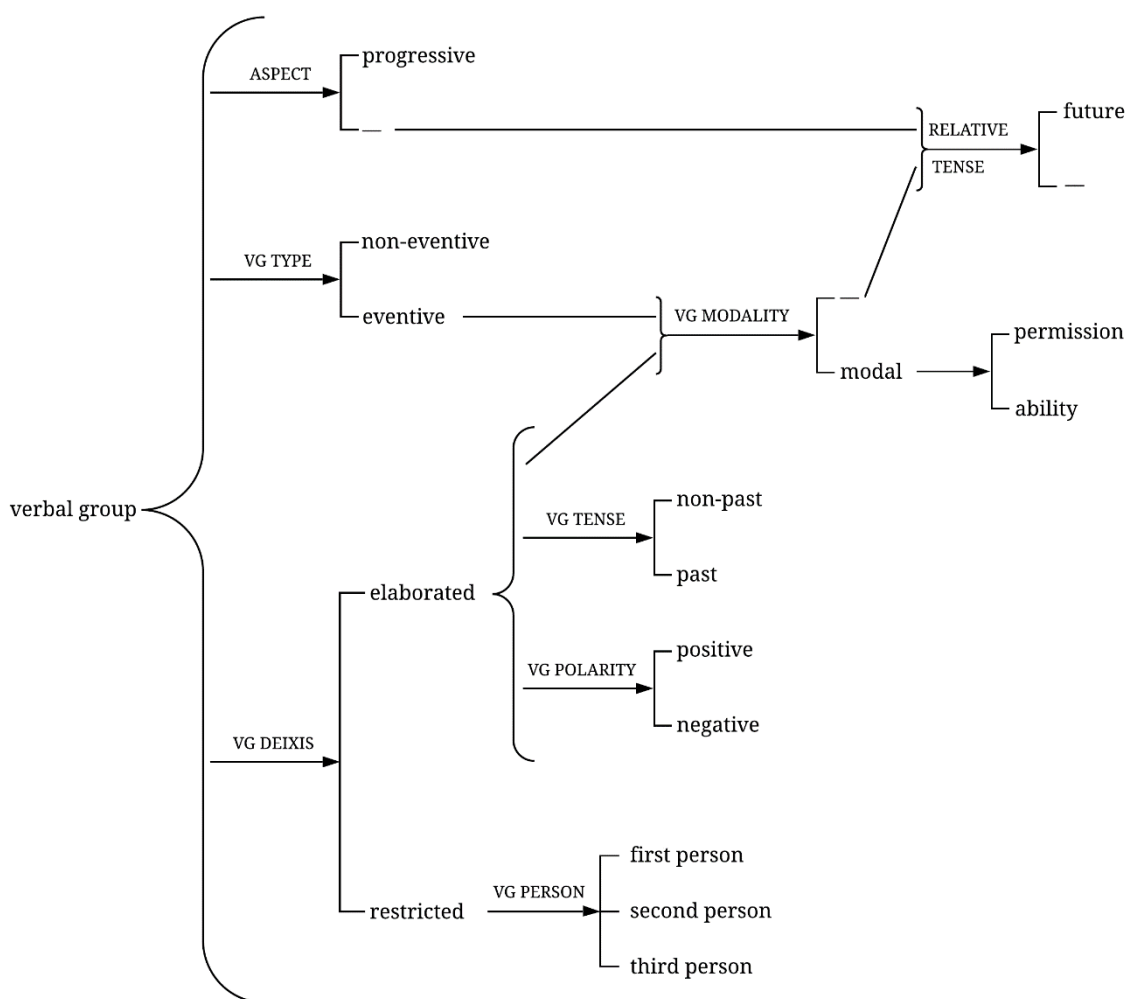 progressive
ASPECT
—
RELATIVE
TENSE
future
—
non-eventive
VG TYPE
eventive
VG MODALITY
—
modal
permission
ability
verbal group
elaborated
non-past
VG TENSE
past
positive
VG POLARITY
negative
VG DEIXIS
restricted
VG PERSON
first person
second person
third person